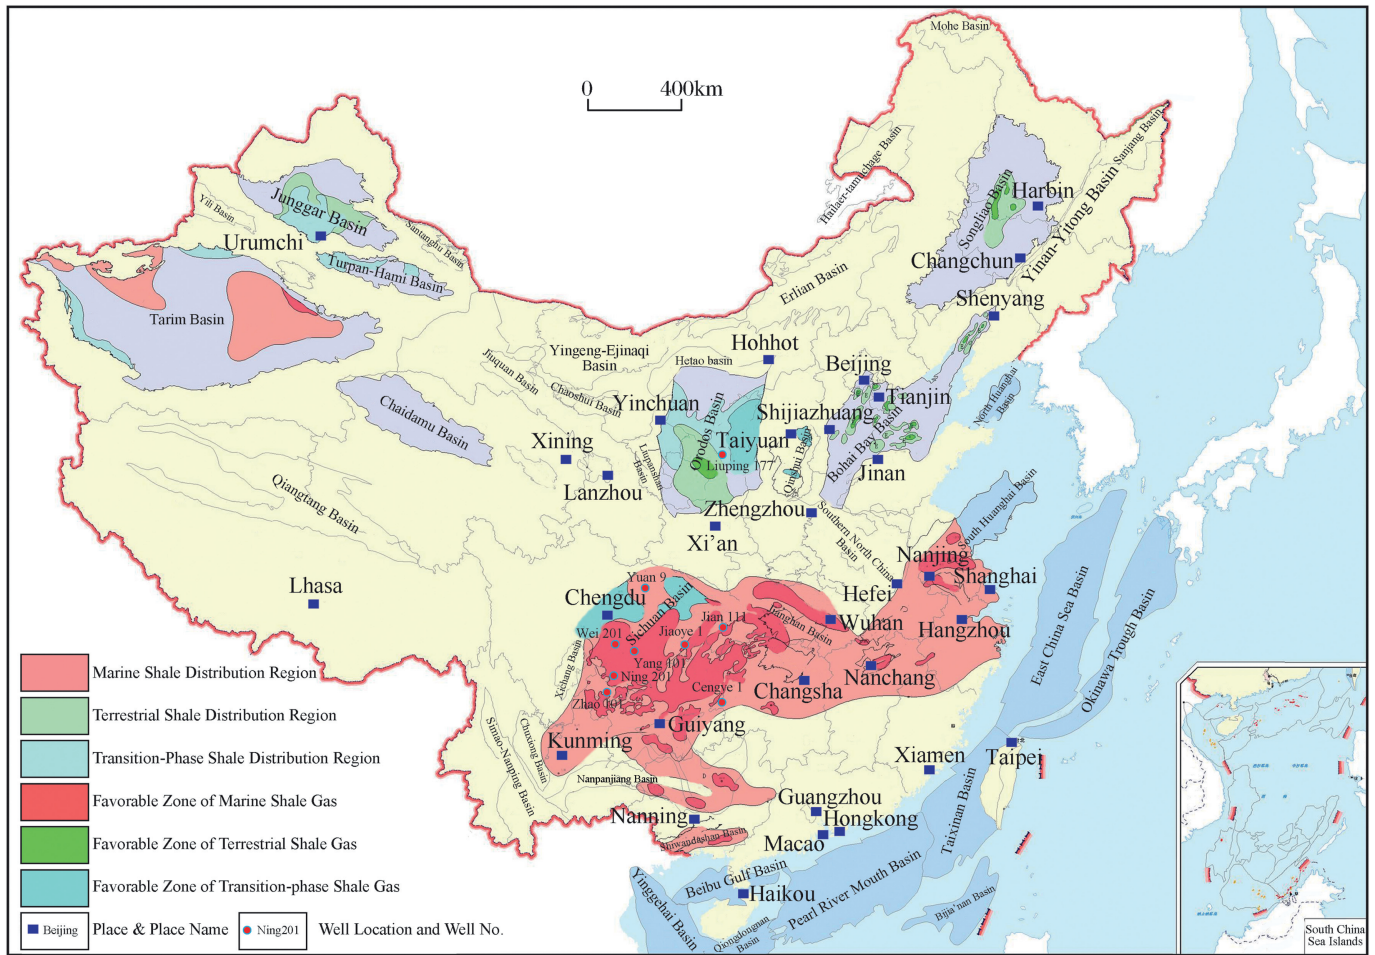 Mohe Basin
0 400km
Hailaer-tamuchage Basin
Sanjang Basin
Songliao Basin
Harbin
Yinan-Yitong Basin
Changchun
Shenyang
Junggar Basin
Yili Basin
Urumchi
Santanghu Basin
Turpan-Hami Basin
Tarim Basin
Erlian Basin
Yingeng-Ejinaqi
Basin
Hetao basin
Hohhot
Beijing
Tianjin
North Huanghai
Basin
Jiuquan Basin
Chaoshui Basin
Yinchuan
Orodos Basin
Shijiazhuang
Taiyuan
Liuping 177
Qinshui Basin
Bohai Bay Basin
Jinan
Chaidamu Basin
Xining
Lanzhou
Liupanshan
Basin
Qiangtang Basin
Zhengzhou
Xi'an
Southern North China
Basin
South Huanghai Basin
Lhasa
Nanjing
Shanghai
Hefei
Yuan 9
Chengdu
Sichuan Basin
Jian 111
Jianghan Basin
Wuhan
Hangzhou
Wei 201
Jiaoye 1
Yang 101
Ning 201
Zhao 101
Cengye 1
Changsha
Nanchang
Xichang Basin
East China Sea Basin
Okinawa Trough Basin
Guiyang
Kunming
Chuxiong Basin
Simao-Nanping Basin
Nanpanjiang Basin
Xiamen
Taipei
Nanning
Shiwandashan Basin
Guangzhou
Hongkong
Macao
Taixinan Basin
Beibu Gulf Basin
Haikou
Yinggehai Basin
Qiongdongnan
Basin
Pearl River Mouth Basin
Bijia'nan Basin
Marine Shale Distribution Region
Terrestrial Shale Distribution Region
Transition-Phase Shale Distribution Region
Favorable Zone of Marine Shale Gas
Favorable Zone of Terrestrial Shale Gas
Favorable Zone of Transition-phase Shale Gas
Beijing Place & Place Name Ning201 Well Location and Well No.
South China
Sea Islands